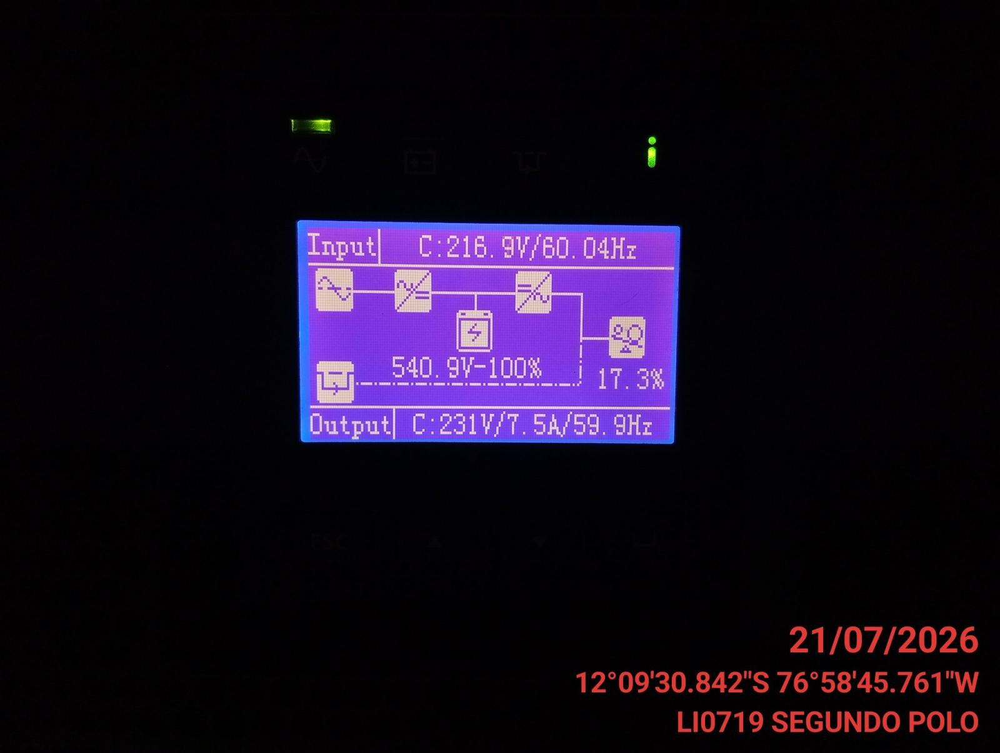 Input C:216.9V/60.04Hz
540.9V-100%
17.3%
Output C:231V/7.5A/59.9Hz
ESC
21/07/2026
12°09'30.842"S 76°58'45.761"W
LI0719 SEGUNDO POLO